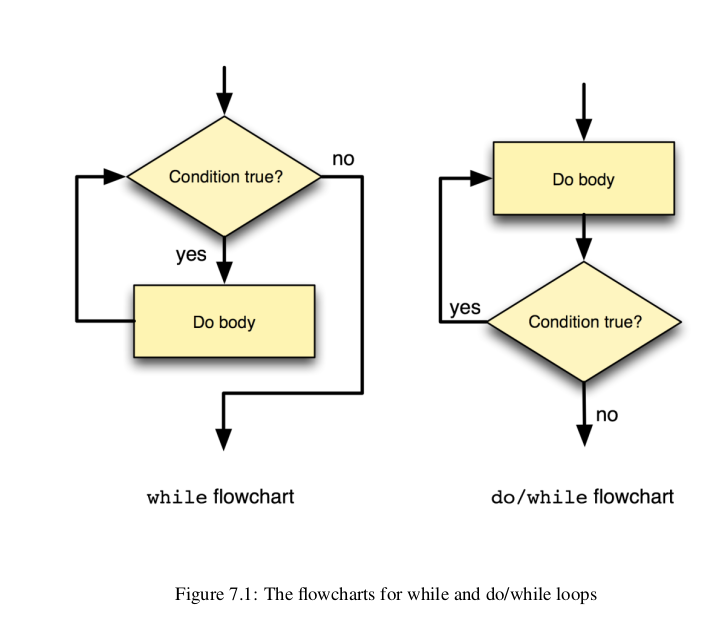 Condition true?
no
yes
Do body
while flowchart
Do body
yes
Condition true?
no
do/while flowchart
Figure 7.1: The flowcharts for while and do/while loops